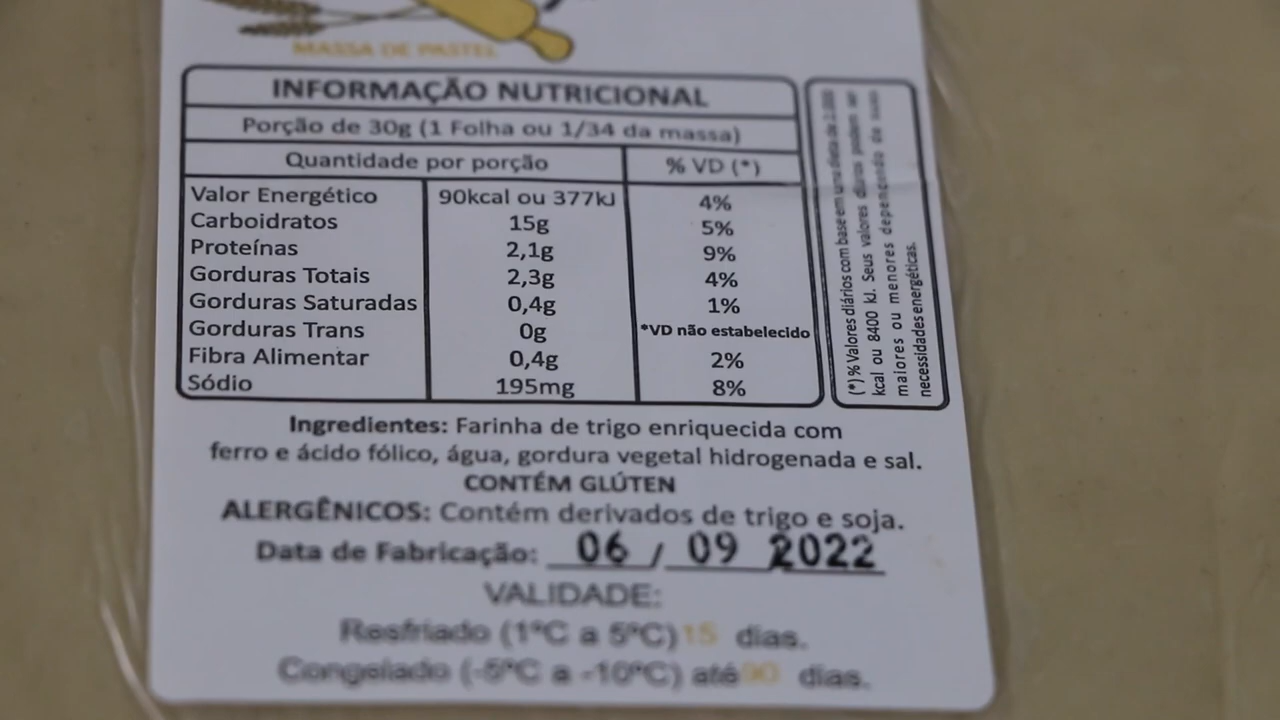 MASSA DE PASTEL
INFORMAÇÃO NUTRICIONAL
Porção de 30g (1 Folha ou 1/34 da massa)
Quantidade por porção % VD (*)
Valor Energético 90kcal ou 377kJ 4%
Carboidratos 15g 5%
Proteínas 2,1g 9%
Gorduras Totais 2,3g 4%
Gorduras Saturadas 0,4g 1%
Gorduras Trans 0g *VD não estabelecido
Fibra Alimentar 0,4g 2%
Sódio 195mg 8%
(*) % Valores diários com base em uma dieta de 2.000
kcal ou 8400 kJ. Seus valores diários podem ser
maiores ou menores dependendo de suas
necessidades energéticas.
Ingredientes: Farinha de trigo enriquecida com
ferro e ácido fólico, água, gordura vegetal hidrogenada e sal.
CONTÉM GLÚTEN
ALERGÊNICOS: Contém derivados de trigo e soja.
Data de Fabricação: 06 / 09 2022
VALIDADE:
Resfriado (1ºC a 5ºC) 15 dias.
Congelado (-5ºC a -10ºC) até 90 dias.